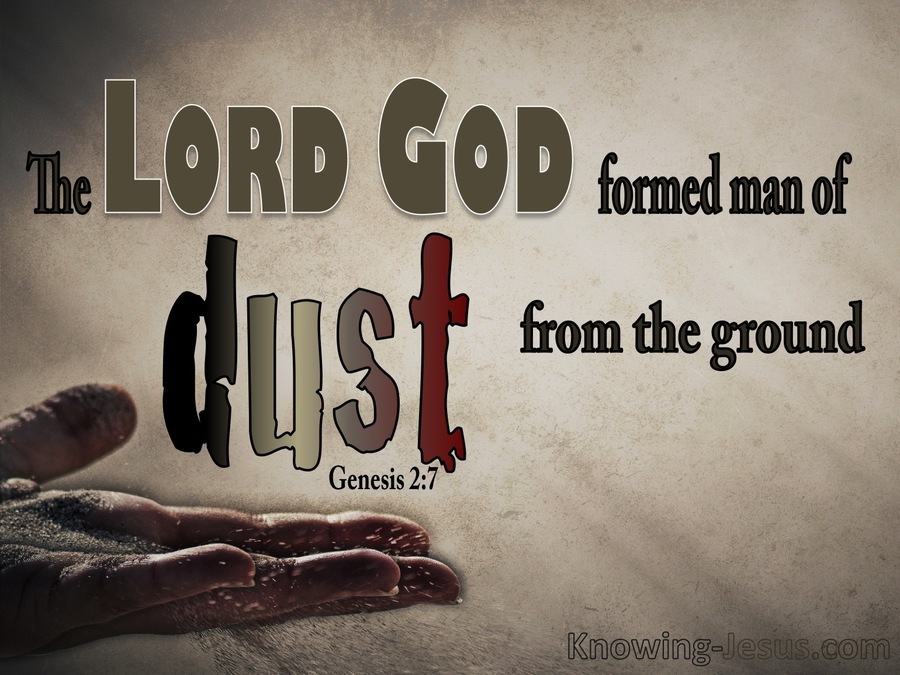 The LORD GOD formed man of
dust from the ground
Genesis 2:7
Knowing-Jesus.com